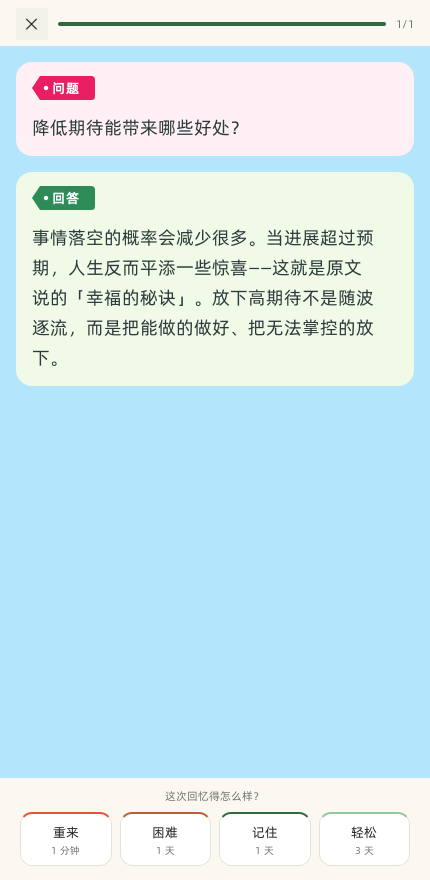 1/1
• 问题
降低期待能带来哪些好处?
• 回答
事情落空的概率会减少很多。当进展超过预
期，人生反而平添一些惊喜——这就是原文
说的「幸福的秘诀」。放下高期待不是随波
逐流，而是把能做的做好、把无法掌控的放
下。
这次回忆得怎么样?
重来
1 分钟
困难
1 天
记住
1 天
轻松
3 天